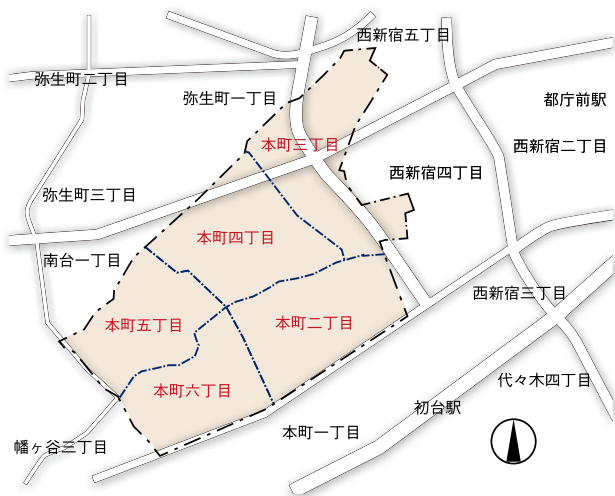 西新宿五丁目
弥生町二丁目
弥生町一丁目
都庁前駅
本町三丁目
西新宿二丁目
西新宿四丁目
弥生町三丁目
本町四丁目
南台一丁目
西新宿三丁目
本町五丁目
本町二丁目
代々木四丁目
本町六丁目
初台駅
本町一丁目
幡ヶ谷三丁目